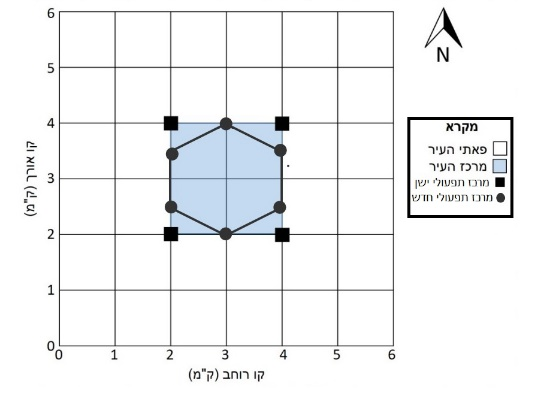 N
6
5
4
3
2
1
0
0 1 2 3 4 5 6
קו אורך (ק"מ)
קו רוחב (ק"מ)
מקרא
פאתי העיר
מרכז העיר
מרכז תפעולי ישן
מרכז תפעולי חדש